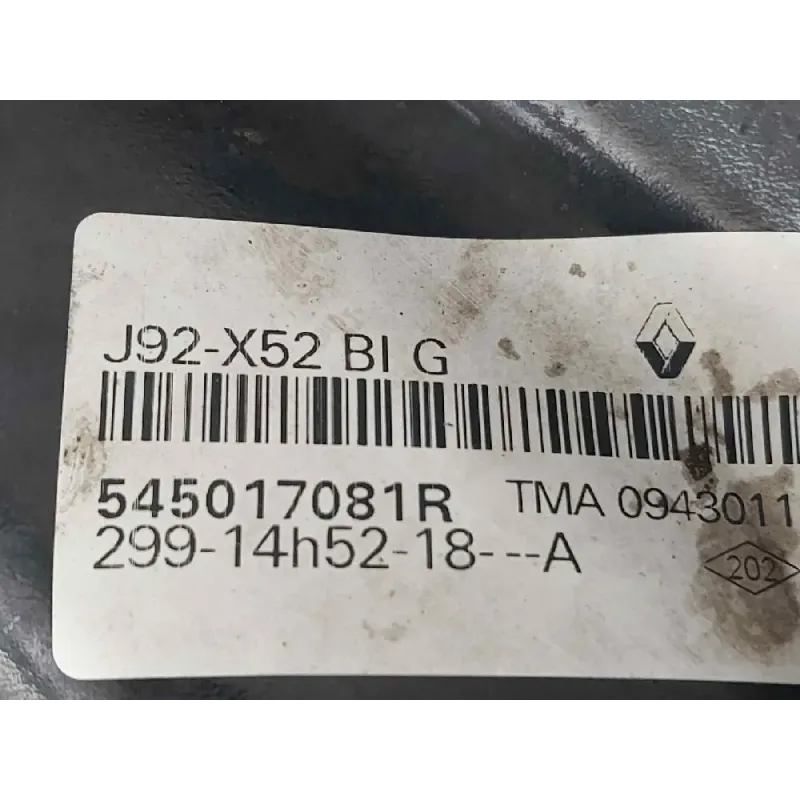 J92-X52 BI G
545017081R TMA 0943011
299-14h52-18---A
202